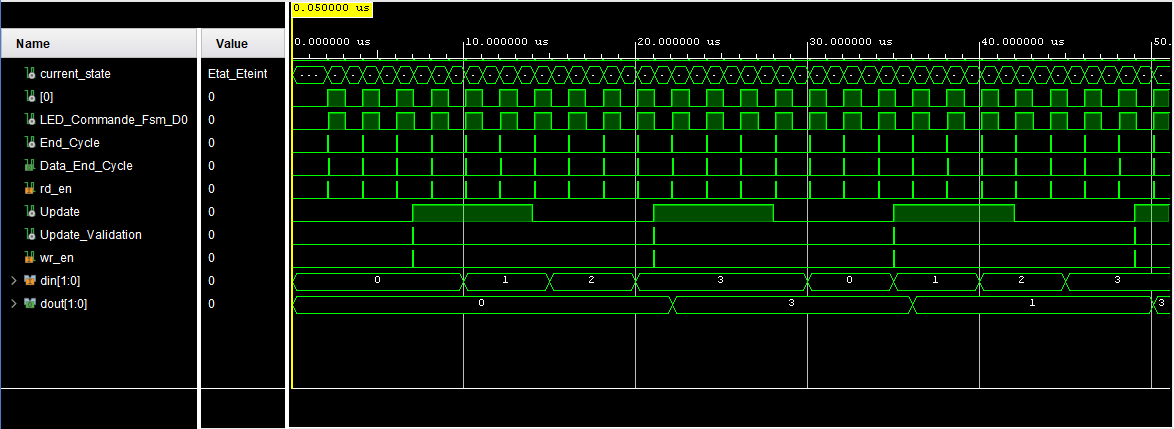 0.050000 us
Name Value
0.000000 us 10.000000 us 20.000000 us 30.000000 us 40.000000 us 50.
current_state Etat_Eteint
[0] 0
LED_Commande_Fsm_D0 0
End_Cycle 0
Data_End_Cycle 0
rd_en 0
Update 0
Update_Validation 0
wr_en 0
din[1:0] 0 0 1 2 3 0 1 2 3
dout[1:0] 0 0 3 1 3